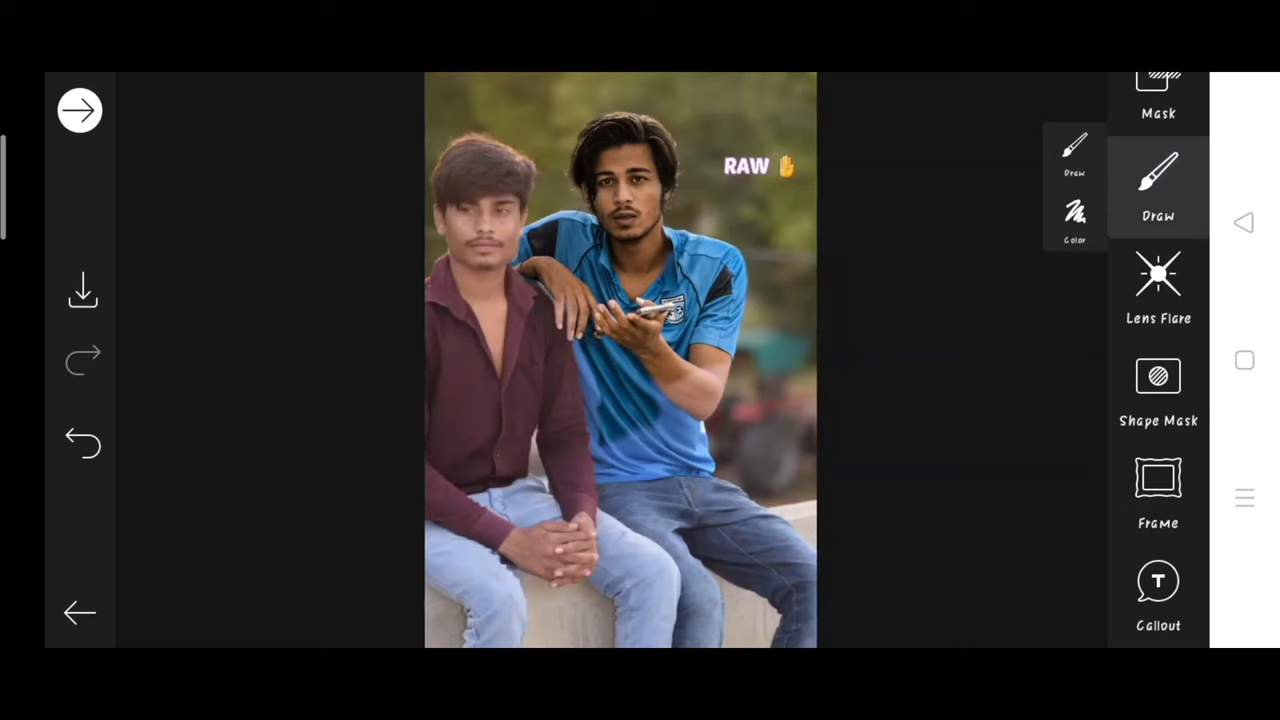 RAW ✋
Draw
Color
Mask
Draw
Lens Flare
Shape Mask
Frame
T
Callout